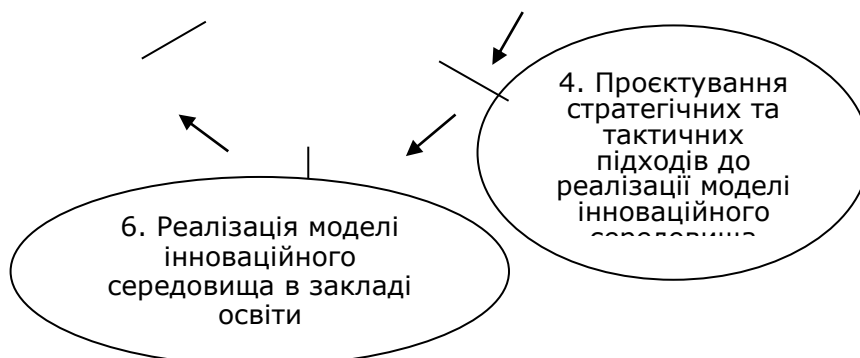 4. Проєктування
стратегічних та
тактичних
підходів до
реалізації моделі
інноваційного
6. Реалізація моделі
інноваційного
середовища в закладі
освіти